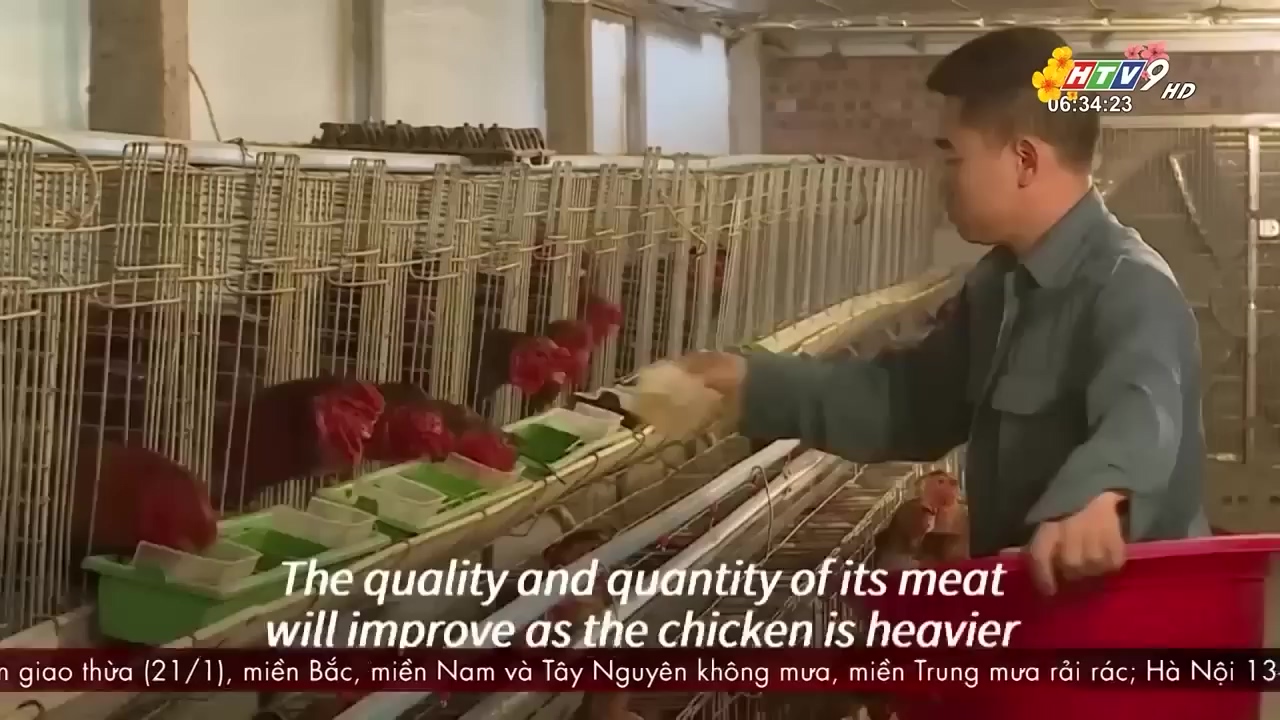 HTV9 HD
06:34:23
The quality and quantity of its meat
will improve as the chicken is heavier
giao thừa (21/1), miền Bắc, miền Nam và Tây Nguyên không mưa, miền Trung mưa rải rác; Hà Nội 13